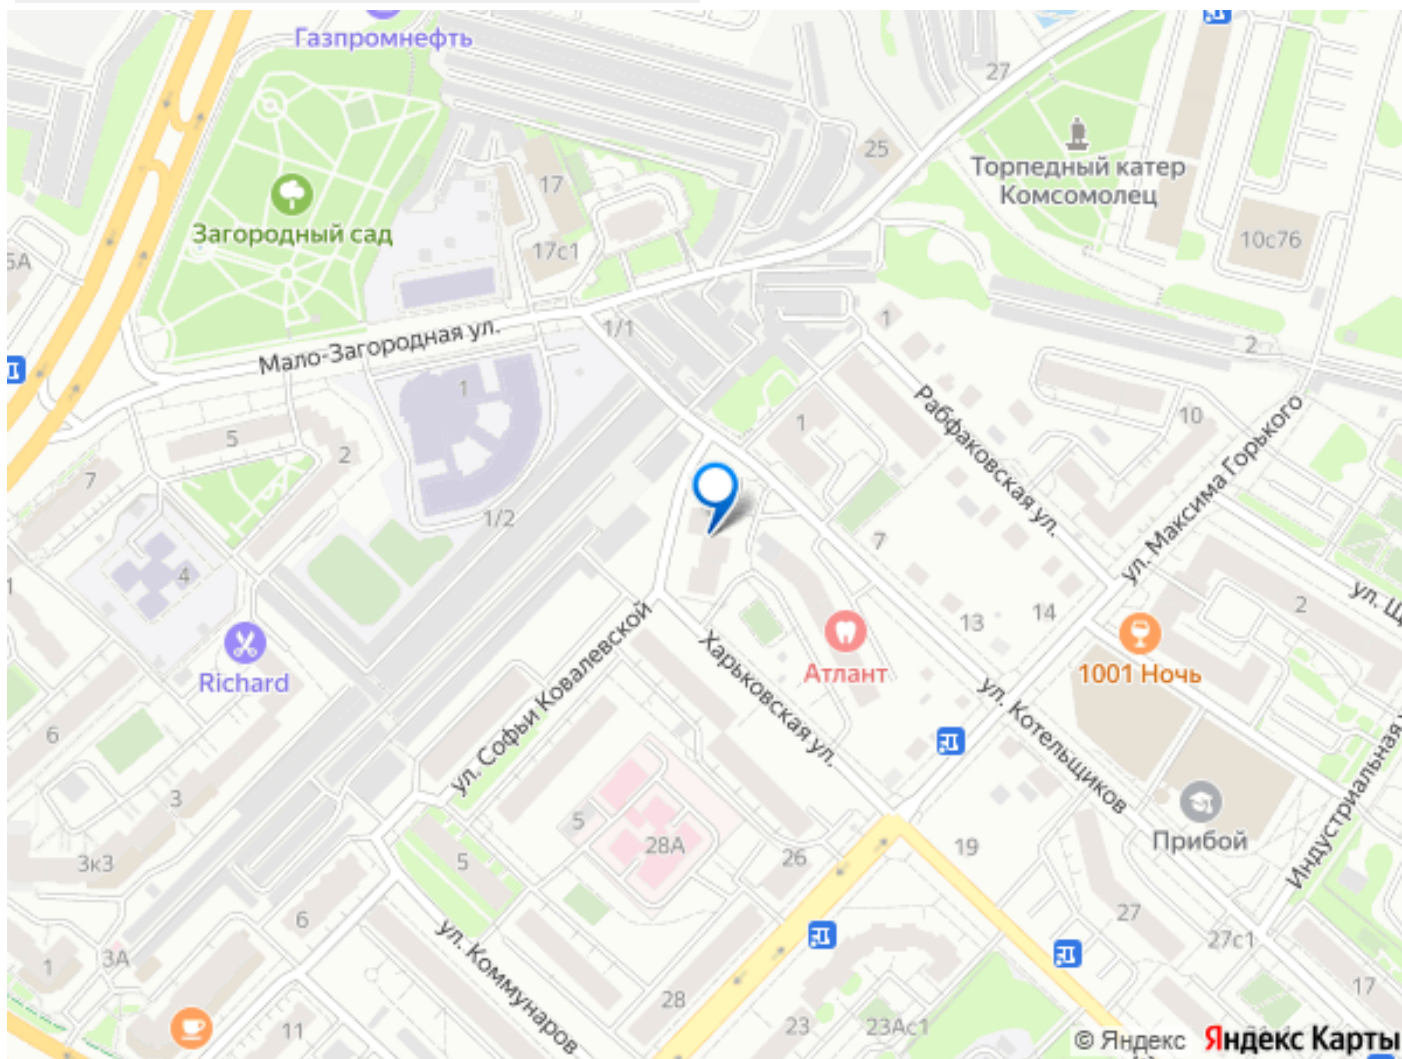 Газпромнефть
27
25
Торпедный катер
Комсомолец
17
Загородный сад
17с1
10с76
5А
1/1
1
2
Мало-Загородная ул.
1
5
2
1
10
Рабфаковская ул.
ул. Максима Горького
7
1/2
7
4
1
ул. Щ
2
14
13
Richard
Атлант
1001 Ночь
ул. Софьи Ковалевской
Харьковская ул.
ул. Котельщиков
Индустриальная
6
3
5
28А
26
19
Прибой
3к3
5
6
27
27с1
3А
1
ул. Коммунаров
17
28
23
23Ас1
11
© Яндекс Яндекс Карты